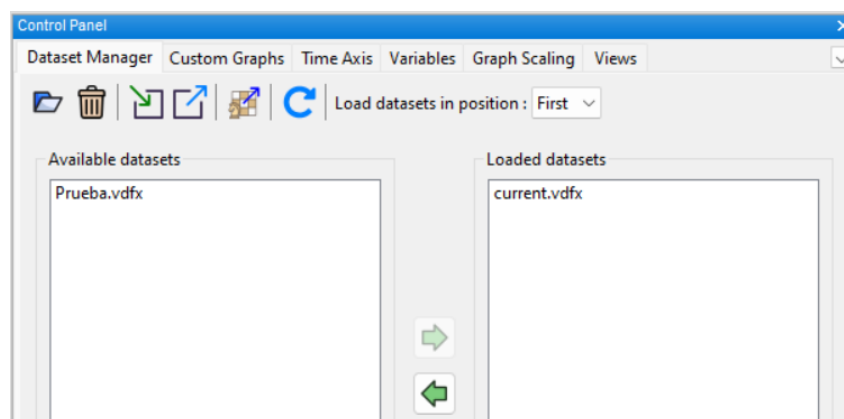 Control Panel
Dataset Manager Custom Graphs Time Axis Variables Graph Scaling Views
Load datasets in position : First
Available datasets
Loaded datasets
Prueba.vdfx
current.vdfx